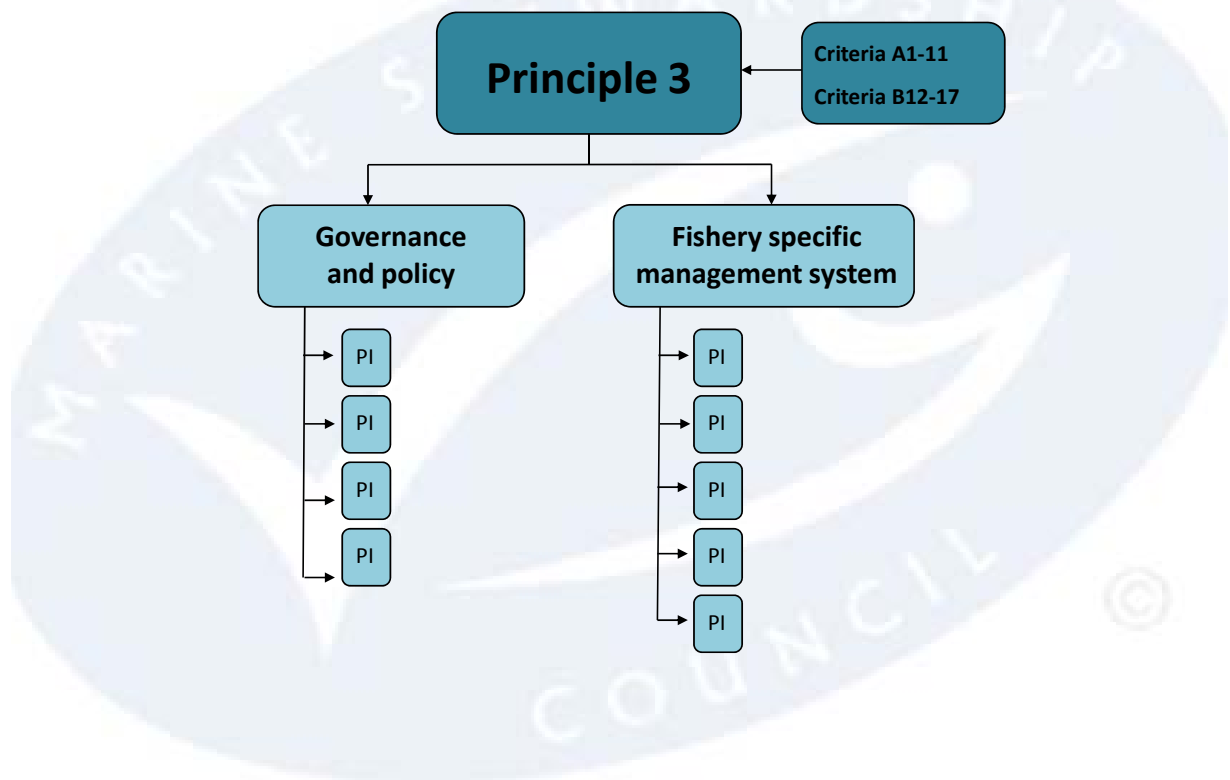 Principle 3
Criteria A1-11
Criteria B12-17
Governance
and policy
Fishery specific
management system
PI
PI
PI
PI
PI
PI
PI
PI
PI
MARINE STEWARDSHIP
COUNCIL
©